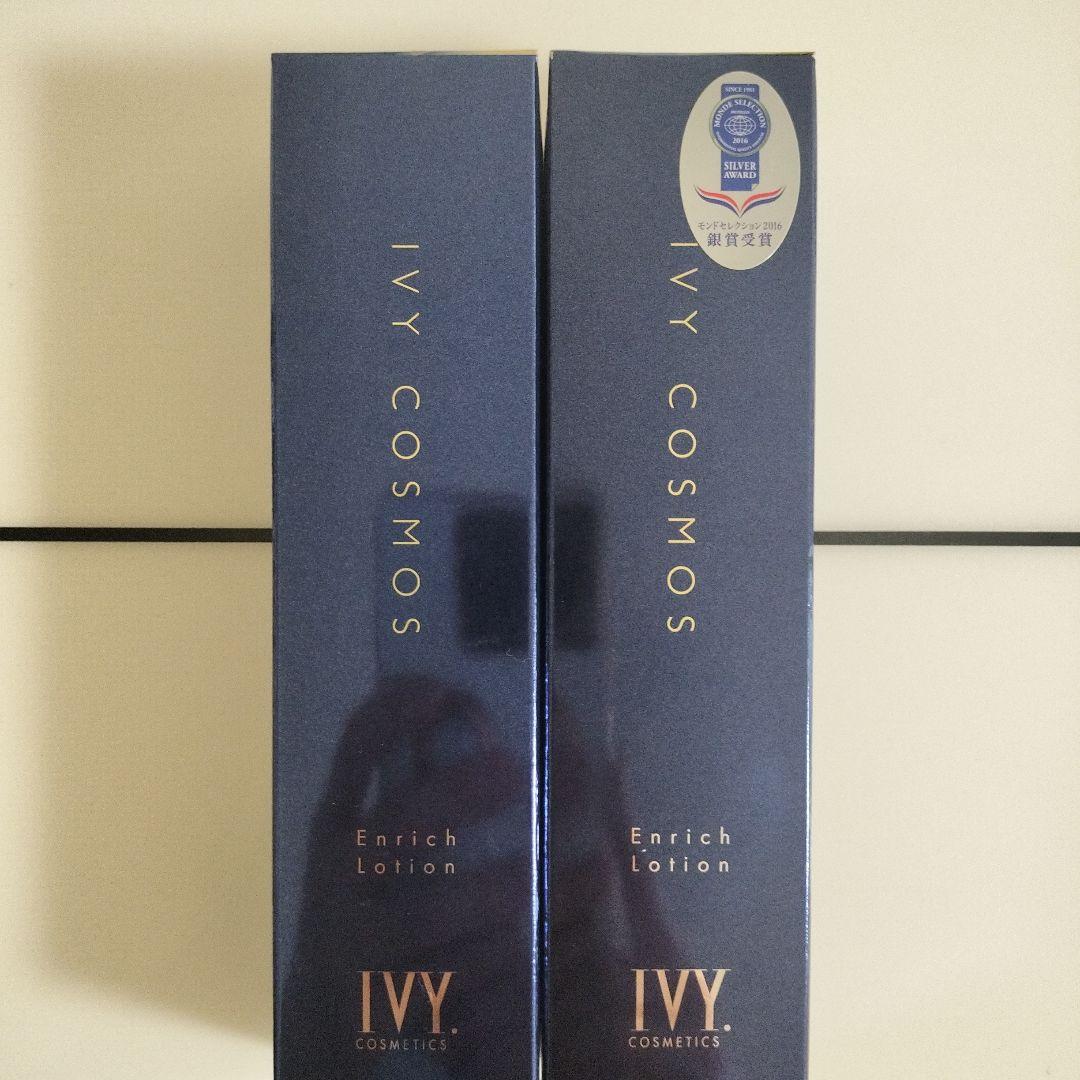 IVY COSMOS
Enrich
Lotion
IVY.
COSMETICS
SINCE 1961
MONDE SELECTION
2016
SILVER
AWARD
モンドセレクション2016
銀賞受賞
IVY COSMOS
Enrich
Lotion
IVY.
COSMETICS